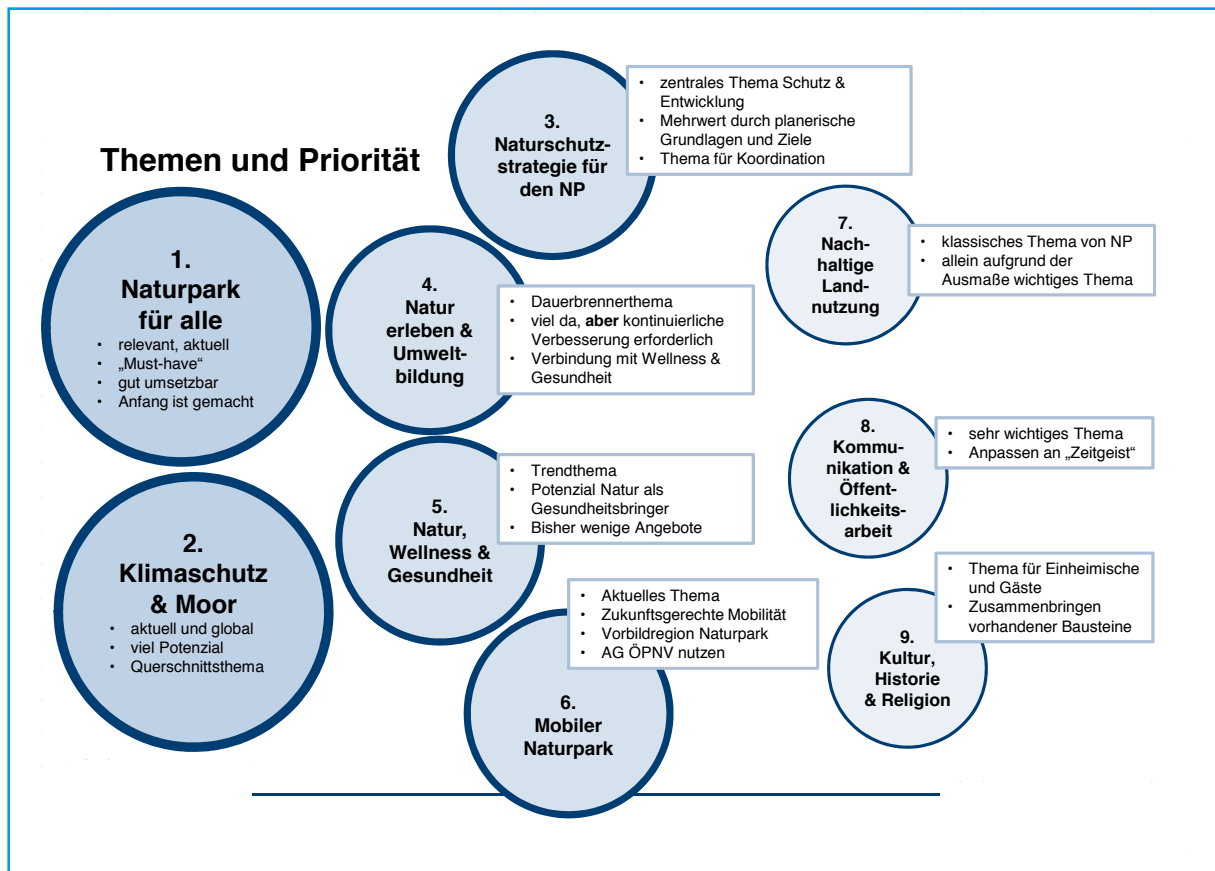 Themen und Priorität
1.
Naturpark
für alle
• relevant, aktuell
• „Must-have“
• gut umsetzbar
• Anfang ist gemacht
2.
Klimaschutz
& Moor
• aktuell und global
• viel Potenzial
• Querschnittsthema
3.
Naturschutz-
strategie für
den NP
• zentrales Thema Schutz &
Entwicklung
• Mehrwert durch planerische
Grundlagen und Ziele
• Thema für Koordination
4.
Natur
erleben &
Umwelt-
bildung
• Dauerbrennerthema
• viel da, aber kontinuierliche
Verbesserung erforderlich
• Verbindung mit Wellness &
Gesundheit
5.
Natur,
Wellness &
Gesundheit
• Trendthema
• Potenzial Natur als
Gesundheitsbringer
• Bisher wenige Angebote
6.
Mobiler
Naturpark
• Aktuelles Thema
• Zukunftsgerechte Mobilität
• Vorbildregion Naturpark
• AG ÖPNV nutzen
7.
Nach-
haltige
Land-
nutzung
• klassisches Thema von NP
• allein aufgrund der
Ausmaße wichtiges Thema
8.
Kommu-
nikation &
Öffent-
lichkeits-
arbeit
• sehr wichtiges Thema
• Anpassen an „Zeitgeist“
9.
Kultur,
Historie
& Religion
• Thema für Einheimische
und Gäste
• Zusammenbringen
vorhandener Bausteine